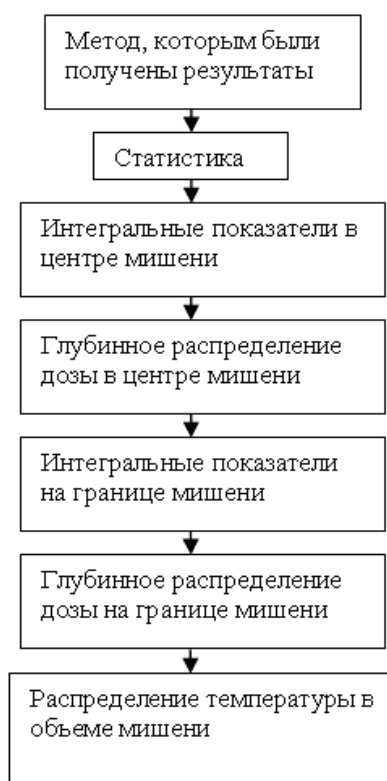 Метод, которым были
получены результаты
Статистика
Интегральные показатели в
центре мишени
Глубинное распределение
дозы в центре мишени
Интегральные показатели
на границе мишени
Глубинное распределение
дозы на границе мишени
Распределение температуры в
объеме мишени